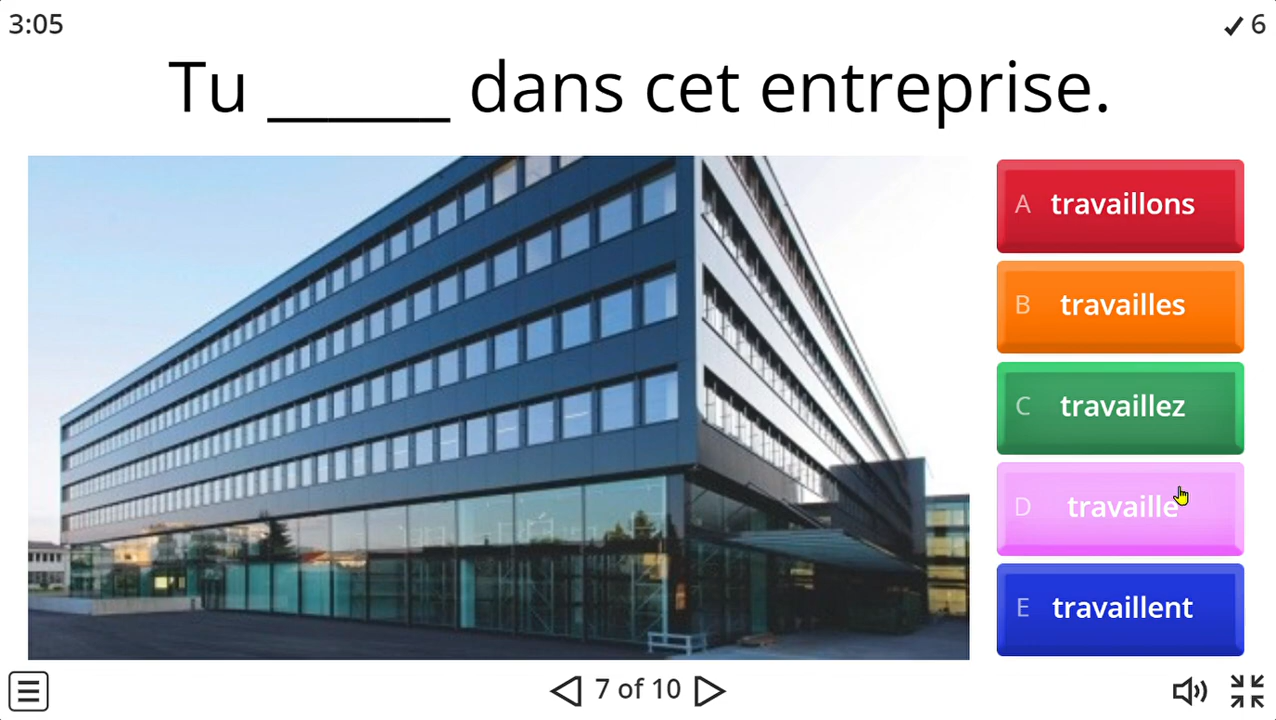 3:05
6
Tu ______ dans cet entreprise.
A travaillons
B travailles
C travaillez
D travaille
E travaillent
7 of 10